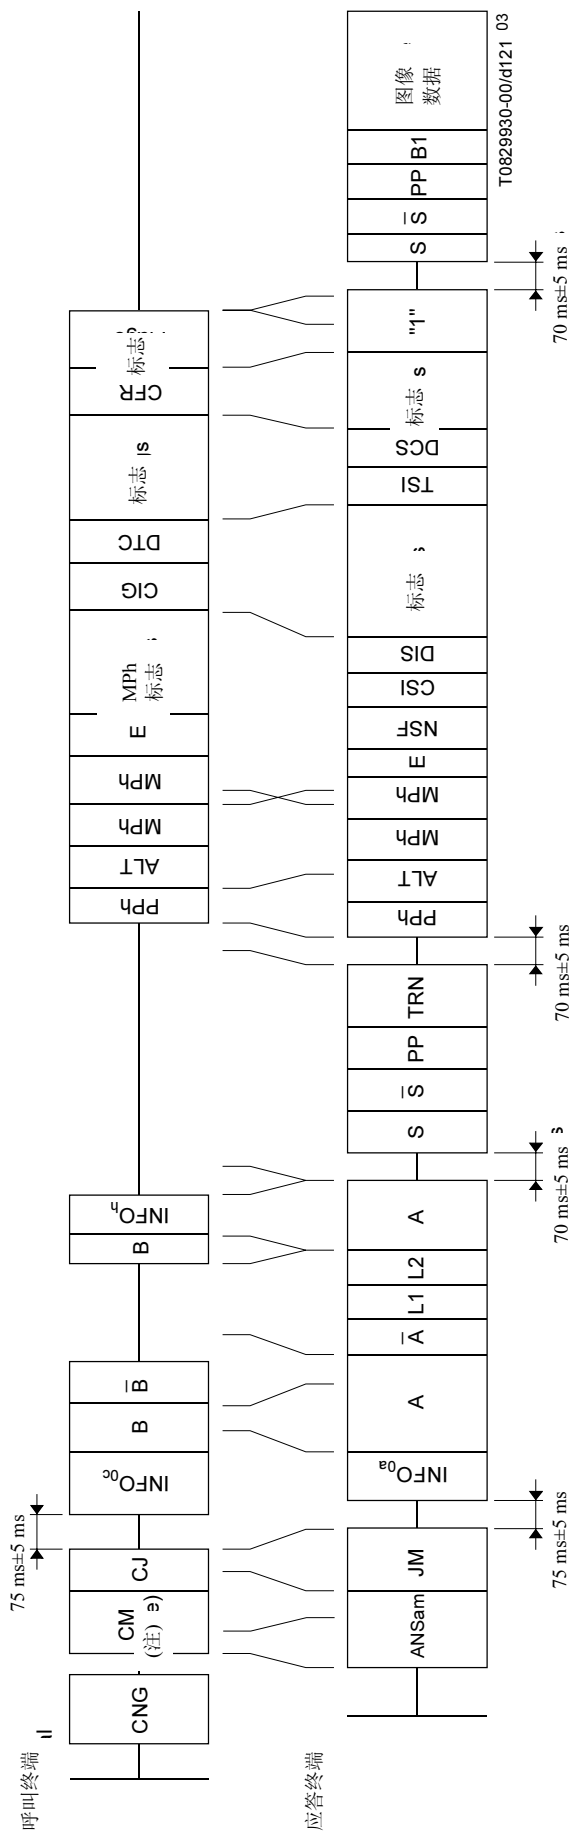 75 ms±5 ms
呼叫终端
CNG
CM
(注)
CJ
INFO0c
B
B̅
B
INFOh
PPh
ALT
MPh
MPh
E
MPh
标志
CIG
DTC
标志
CFR
标志
应答终端
ANSam
JM
INFO0a
A
A̅
L1
L2
A
S
S̅
PP
TRN
PPh
ALT
MPh
MPh
E
NSF
CSI
DIS
标志
TSI
DCS
标志 s
"1"
S
S̅
PP
B1
图像
数据
75 ms±5 ms
70 ms±5 ms
70 ms±5 ms
70 ms±5 ms
T0829930-00/d121 03